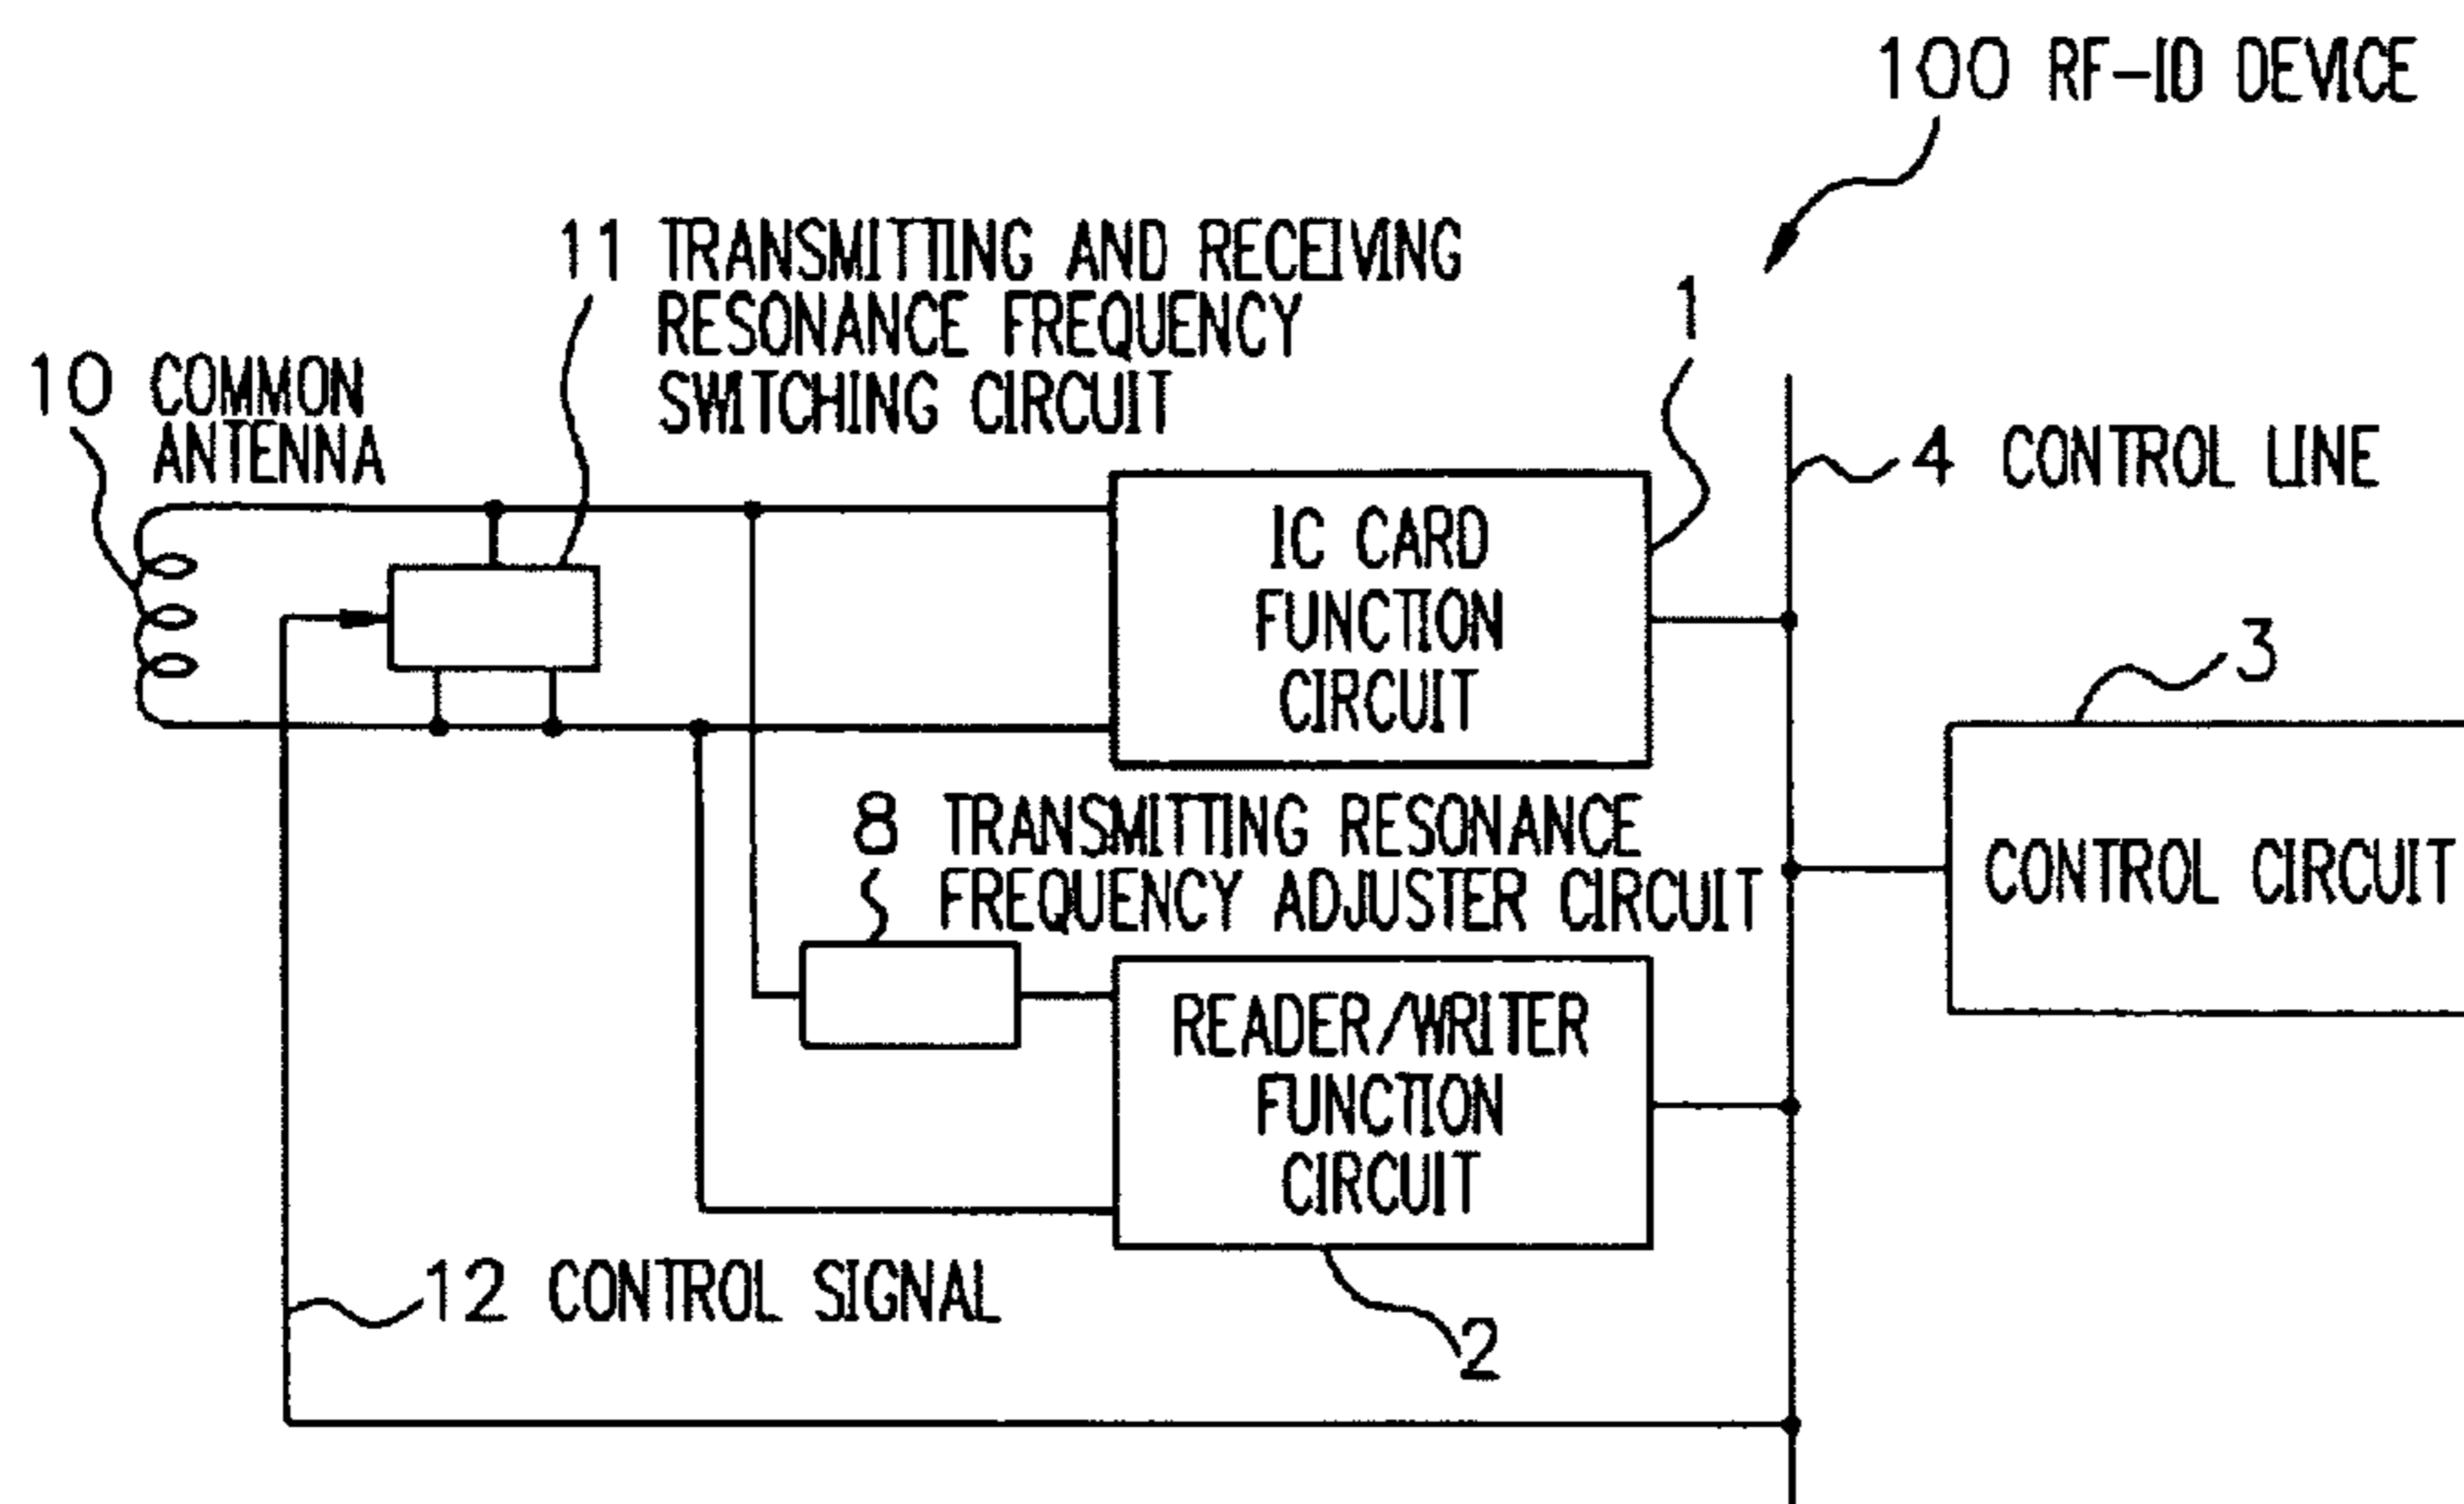 100 RF-ID DEVICE
11 TRANSMITTING AND RECEIVING
RESONANCE FREQUENCY
SWITCHING CIRCUIT
1
10 COMMON
ANTENNA
4 CONTROL LINE
IC CARD
FUNCTION
CIRCUIT
3
CONTROL CIRCUIT
8 TRANSMITTING RESONANCE
FREQUENCY ADJUSTER CIRCUIT
READER/WRITER
FUNCTION
CIRCUIT
12 CONTROL SIGNAL
2